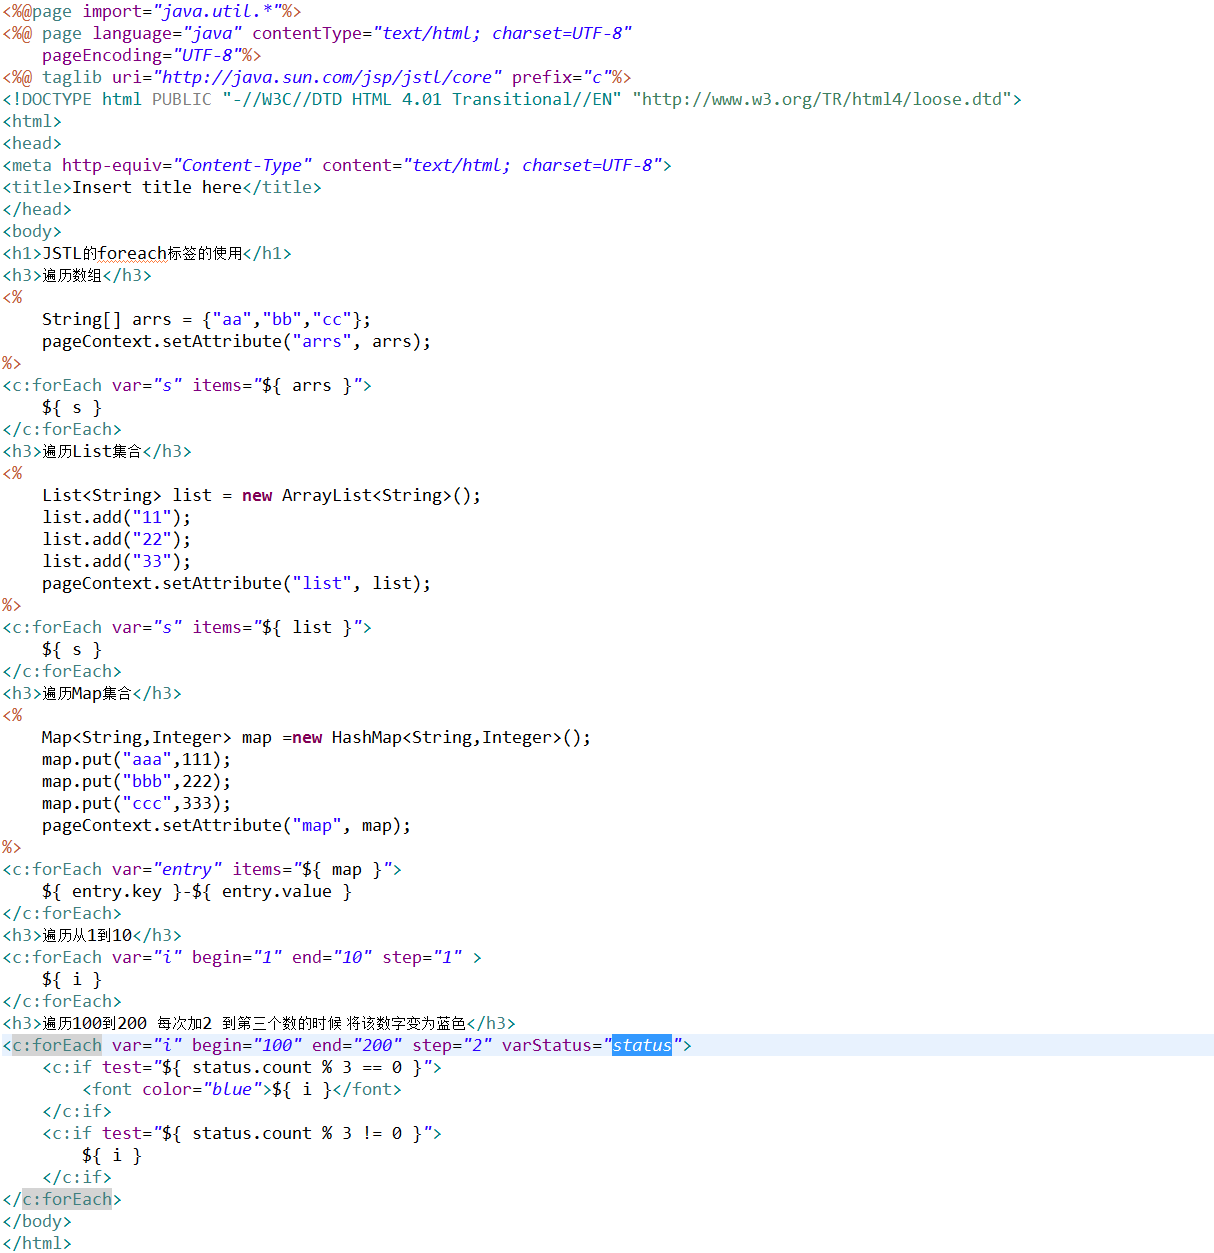 <%@page import="java.util.*"%>
<%@ page language="java" contentType="text/html; charset=UTF-8"
    pageEncoding="UTF-8"%>
<%@ taglib uri="http://java.sun.com/jsp/jstl/core" prefix="c"%>
<!DOCTYPE html PUBLIC "-//W3C//DTD HTML 4.01 Transitional//EN" "http://www.w3.org/TR/html4/loose.dtd">
<html>
<head>
<meta http-equiv="Content-Type" content="text/html; charset=UTF-8">
<title>Insert title here</title>
</head>
<body>
<h1>JSTL的foreach标签的使用</h1>
<h3>遍历数组</h3>
<%
    String[] arrs = {"aa","bb","cc"};
    pageContext.setAttribute("arrs", arrs);
%>
<c:forEach var="s" items="${ arrs }">
    ${ s }
</c:forEach>
<h3>遍历List集合</h3>
<%
    List<String> list = new ArrayList<String>();
    list.add("11");
    list.add("22");
    list.add("33");
    pageContext.setAttribute("list", list);
%>
<c:forEach var="s" items="${ list }">
    ${ s }
</c:forEach>
<h3>遍历Map集合</h3>
<%
    Map<String,Integer> map =new HashMap<String,Integer>();
    map.put("aaa",111);
    map.put("bbb",222);
    map.put("ccc",333);
    pageContext.setAttribute("map", map);
%>
<c:forEach var="entry" items="${ map }">
    ${ entry.key }-${ entry.value }
</c:forEach>
<h3>遍历从1到10</h3>
<c:forEach var="i" begin="1" end="10" step="1" >
    ${ i }
</c:forEach>
<h3>遍历100到200 每次加2 到第三个数的时候 将该数字变为蓝色</h3>
<c:forEach var="i" begin="100" end="200" step="2" varStatus="status">
    <c:if test="${ status.count % 3 == 0 }">
        <font color="blue">${ i }</font>
    </c:if>
    <c:if test="${ status.count % 3 != 0 }">
        ${ i }
    </c:if>
</c:forEach>
</body>
</html>